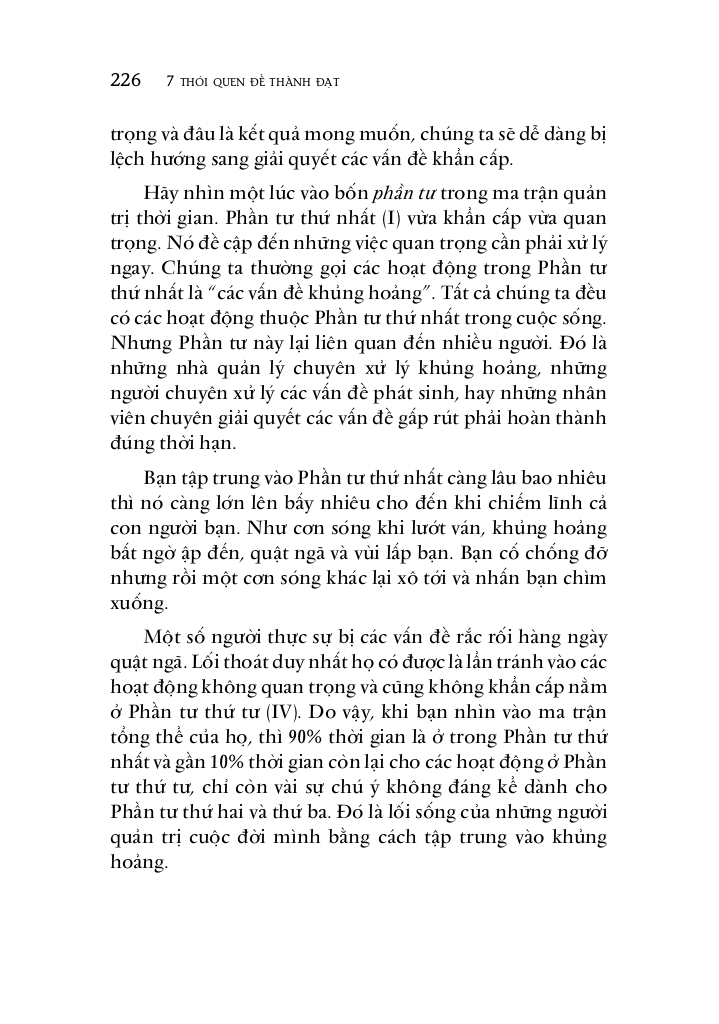 226 7 THÓI QUEN ĐỂ THÀNH ĐẠT
trọng và đâu là kết quả mong muốn, chúng ta sẽ dễ dàng bị
lệch hướng sang giải quyết các vấn đề khẩn cấp.
Hãy nhìn một lúc vào bốn phần tư trong ma trận quản
trị thời gian. Phần tư thứ nhất (I) vừa khẩn cấp vừa quan
trọng. Nó đề cập đến những việc quan trọng cần phải xử lý
ngay. Chúng ta thường gọi các hoạt động trong Phần tư
thứ nhất là “các vấn đề khủng hoảng”. Tất cả chúng ta đều
có các hoạt động thuộc Phần tư thứ nhất trong cuộc sống.
Nhưng Phần tư này lại liên quan đến nhiều người. Đó là
những nhà quản lý chuyên xử lý khủng hoảng, những
người chuyên xử lý các vấn đề phát sinh, hay những nhân
viên chuyên giải quyết các vấn đề gấp rút phải hoàn thành
đúng thời hạn.
Bạn tập trung vào Phần tư thứ nhất càng lâu bao nhiêu
thì nó càng lớn lên bấy nhiêu cho đến khi chiếm lĩnh cả
con người bạn. Như cơn sóng khi lướt ván, khủng hoảng
bất ngờ ập đến, quật ngã và vùi lấp bạn. Bạn cố chống đỡ
nhưng rồi một cơn sóng khác lại xô tới và nhấn bạn chìm
xuống.
Một số người thực sự bị các vấn đề rắc rối hàng ngày
quật ngã. Lối thoát duy nhất họ có được là lẩn tránh vào các
hoạt động không quan trọng và cũng không khẩn cấp nằm
ở Phần tư thứ tư (IV). Do vậy, khi bạn nhìn vào ma trận
tổng thể của họ, thì 90% thời gian là ở trong Phần tư thứ
nhất và gần 10% thời gian còn lại cho các hoạt động ở Phần
tư thứ tư, chỉ còn vài sự chú ý không đáng kể dành cho
Phần tư thứ hai và thứ ba. Đó là lối sống của những người
quản trị cuộc đời mình bằng cách tập trung vào khủng
hoảng.